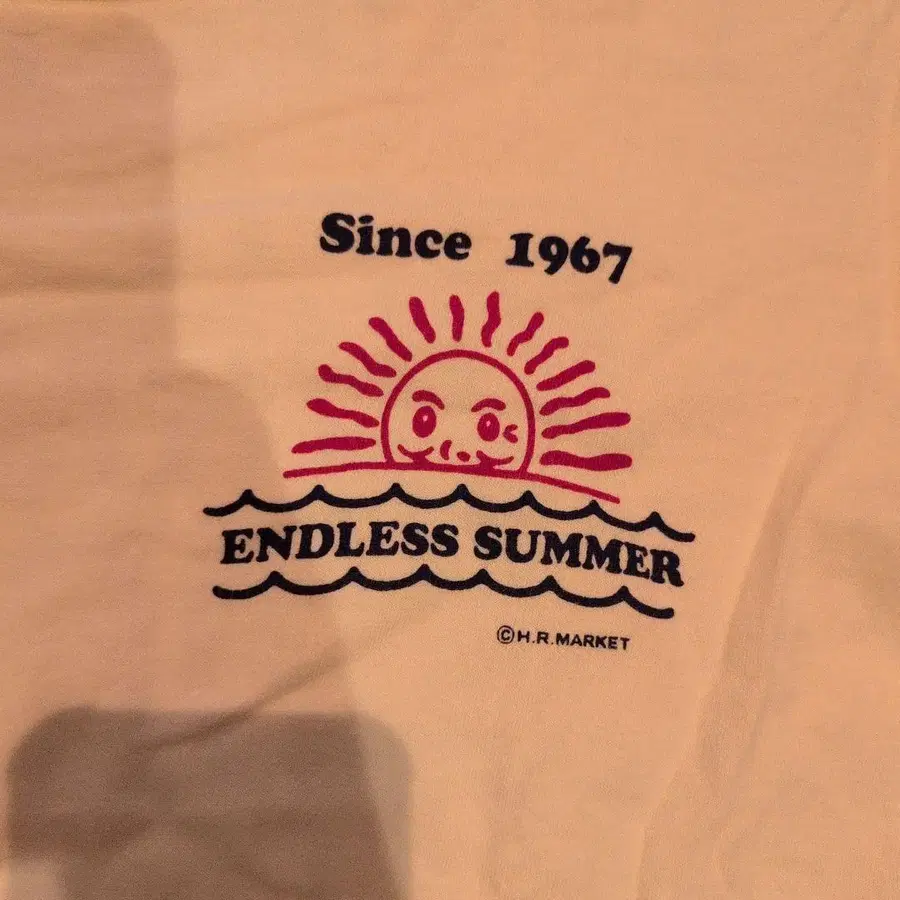 Since 1967
ENDLESS SUMMER
©H.R.MARKET